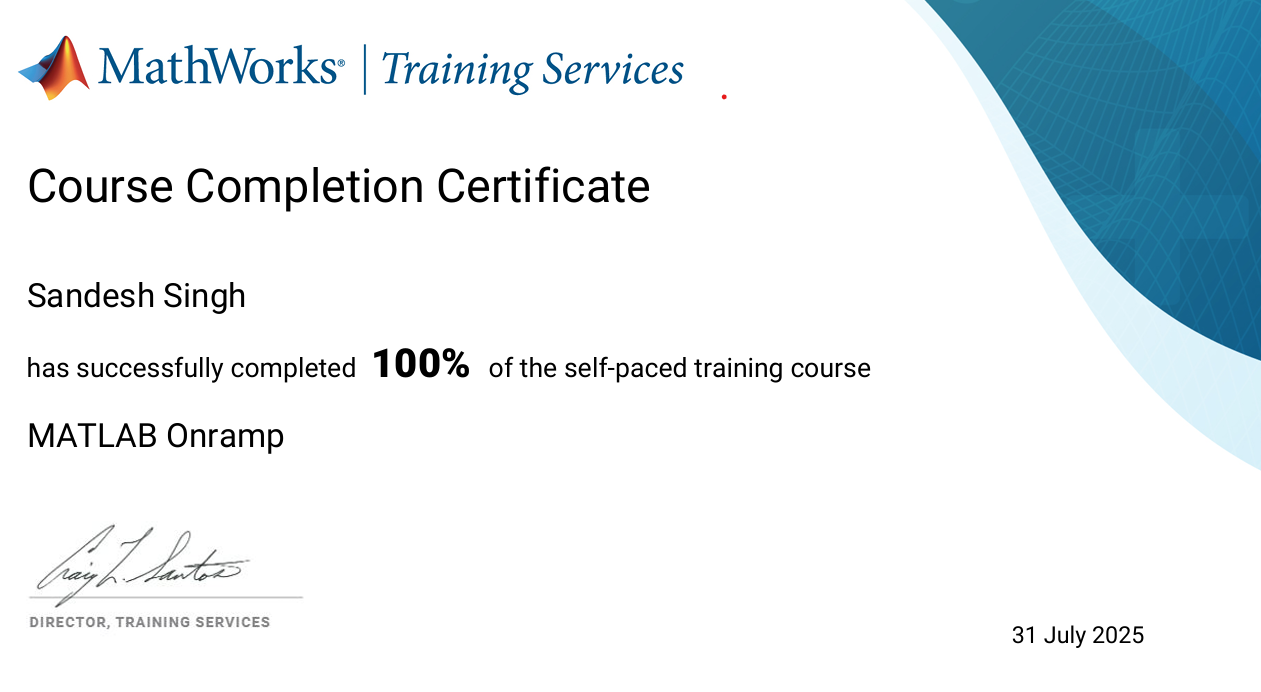 MathWorks® | Training Services
Course Completion Certificate
Sandesh Singh
has successfully completed 100% of the self-paced training course
MATLAB Onramp
Craig L. Santos
DIRECTOR, TRAINING SERVICES
31 July 2025